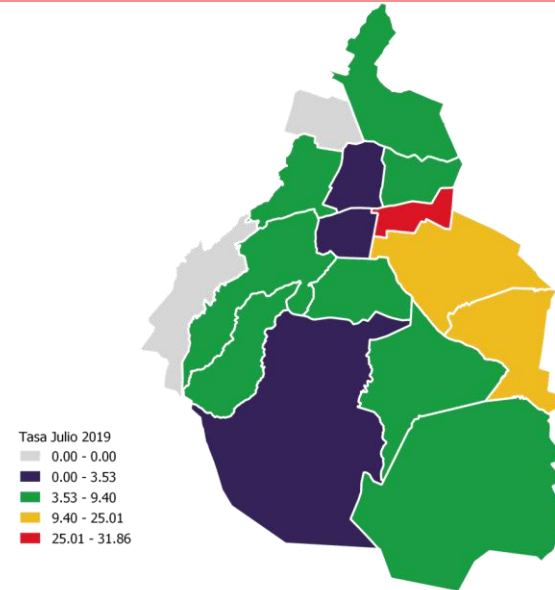 Tasa Julio 2019
0.00 - 0.00
0.00 - 3.53
3.53 - 9.40
9.40 - 25.01
25.01 - 31.86